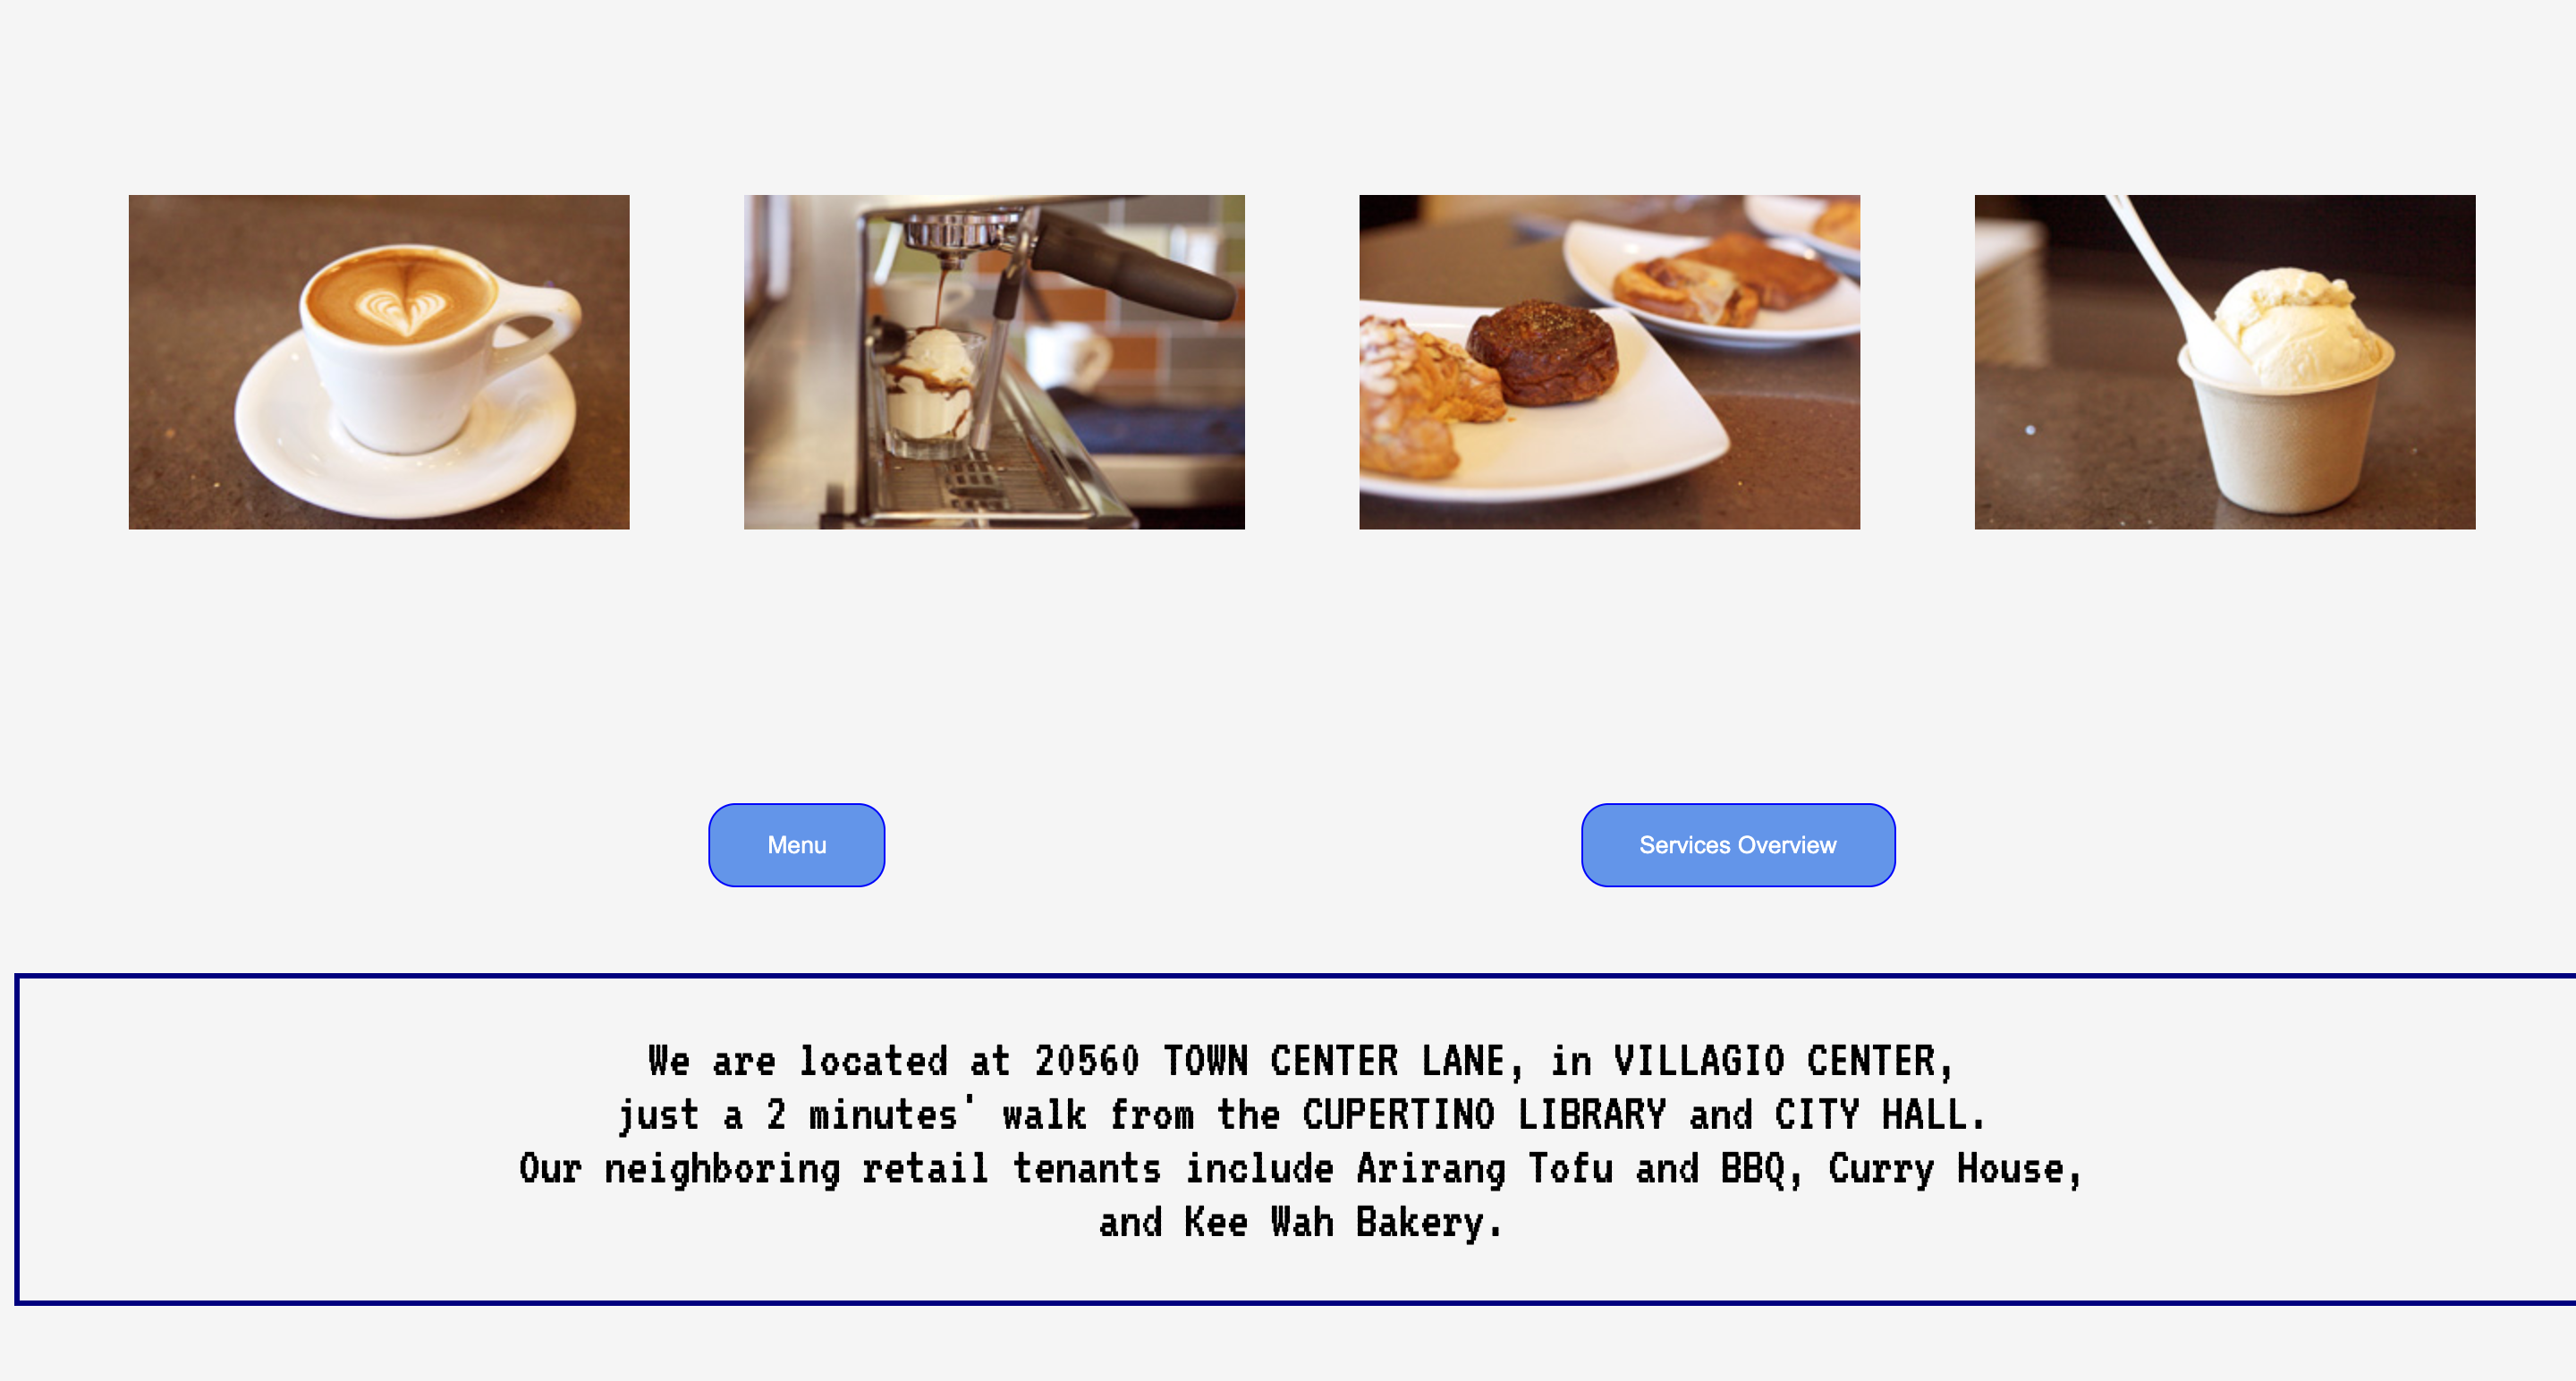 Menu
Services Overview
We are located at 20560 TOWN CENTER LANE, in VILLAGIO CENTER,
just a 2 minutes' walk from the CUPERTINO LIBRARY and CITY HALL.
Our neighboring retail tenants include Arirang Tofu and BBQ, Curry House,
and Kee Wah Bakery.